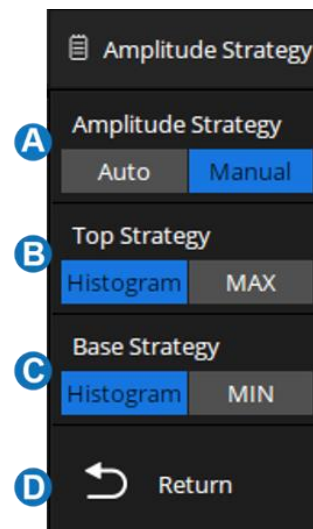 Amplitude Strategy
A
Amplitude Strategy
Auto Manual
B
Top Strategy
Histogram MAX
C
Base Strategy
Histogram MIN
D
Return